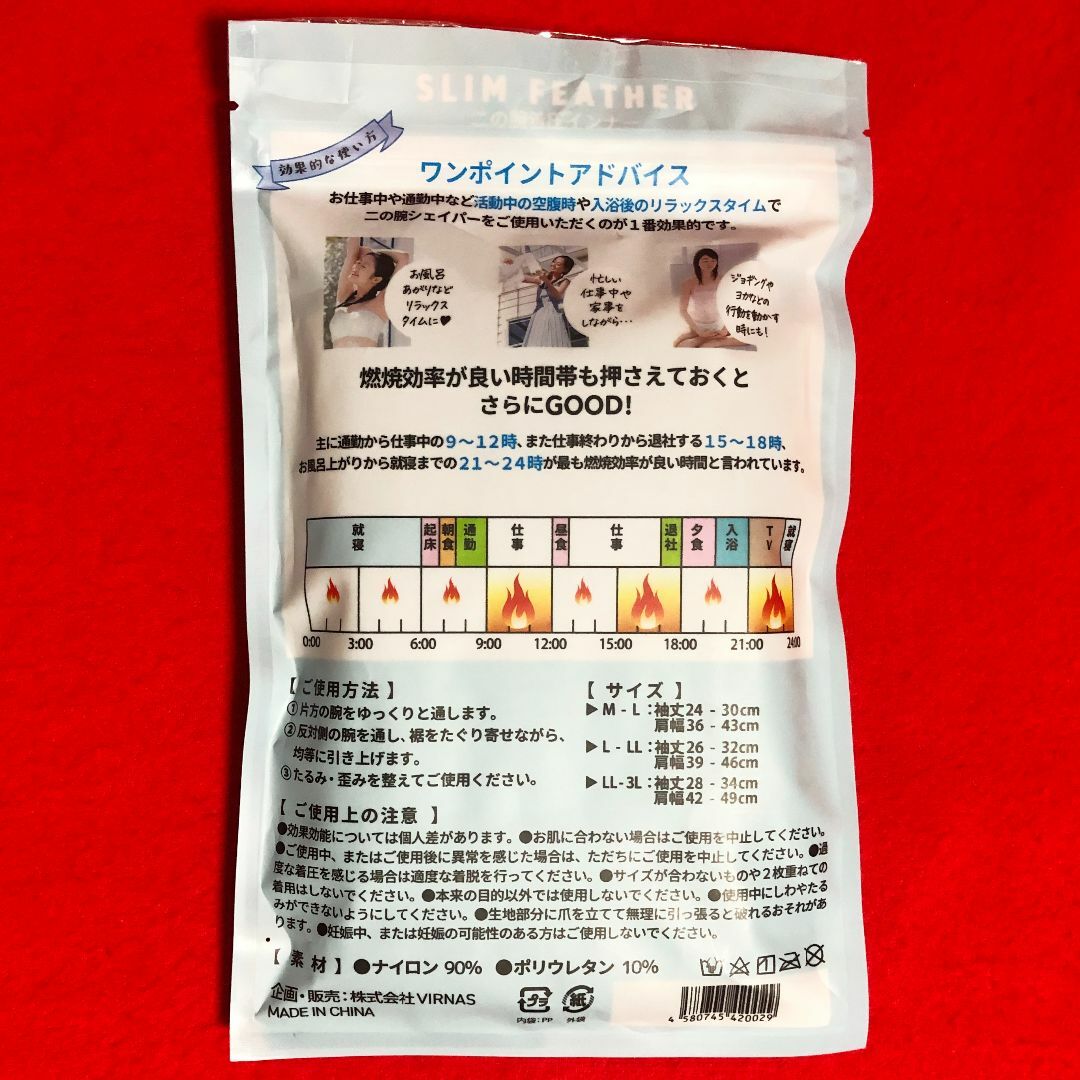 SLIM FEATHER
効果的な使い方
ワンポイントアドバイス
お仕事中や通勤中など活動中の空腹時や入浴後のリラックスタイムで
二の腕シェイパーをご使用いただくのが1番効果的です。
お風呂
あがりなど
リラックス
タイムに♥
忙しい
仕事中や
家事を
しながら…
ジョギングや
ヨガなどの
行動を動かす
時にも!
燃焼効率が良い時間帯も押さえておくと
さらにGOOD!
主に通勤から仕事中の9～12時、また仕事終わりから退社する15～18時、
お風呂上がりから就寝までの21～24時が最も燃焼効率が良い時間と言われています。
就寝 起床 朝食 通勤 仕事 昼食 仕事 退社 夕食 入浴 TV 就寝
0:00 3:00 6:00 9:00 12:00 15:00 18:00 21:00 24:00
【 ご使用方法 】
①片方の腕をゆっくりと通します。
②反対側の腕を通し、裾をたぐり寄せながら、
均等に引き上げます。
③たるみ・歪みを整えてご使用ください。
【 サイズ 】
▶M - L：袖丈24 - 30cm
肩幅36 - 43cm
▶L - LL：袖丈26 - 32cm
肩幅39 - 46cm
▶LL-3L：袖丈28 - 34cm
肩幅42 - 49cm
【 ご使用上の注意 】
●効果効能については個人差があります。●お肌に合わない場合はご使用を中止してください。
●ご使用中、またはご使用後に異常を感じた場合は、ただちにご使用を中止してください。●過
度な着圧を感じる場合は適度な着脱を行ってください。●サイズが合わないものや2枚重ねての
着用はしないでください。●本来の目的以外では使用しないでください。●使用中にしわやたる
みができないようにしてください。●生地部分に爪を立てて無理に引っ張ると破れるおそれがあ
ります。●妊娠中、または妊娠の可能性のある方はご使用しないでください。
【 素 材 】●ナイロン 90% ●ポリウレタン 10%
企画・販売：株式会社VIRNAS
MADE IN CHINA
プラ
内袋：PP
紙
外袋
4 580745 420029